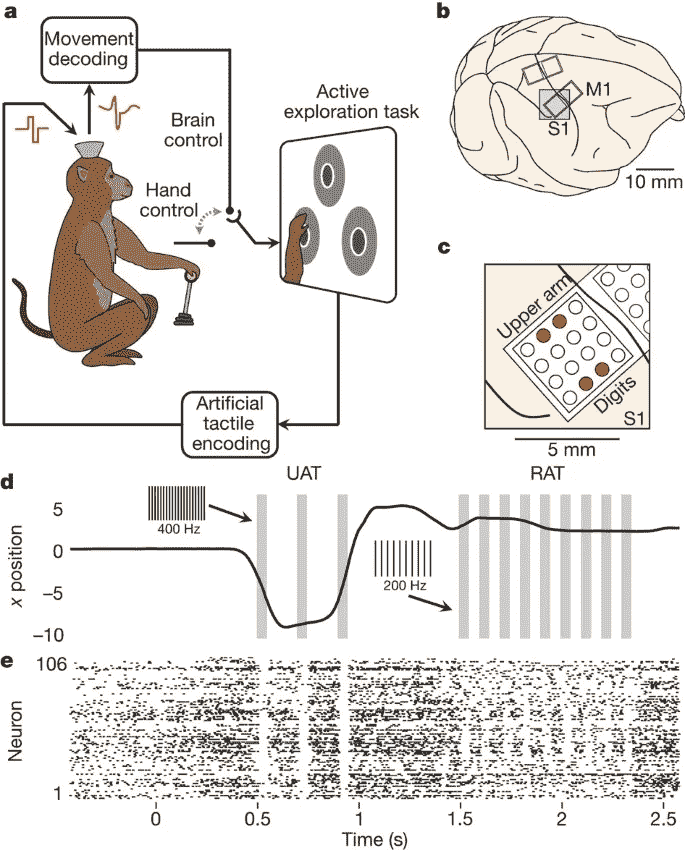 a
Movement
decoding
Brain
control
Hand
control
Active
exploration task
Artificial
tactile
encoding
b
M1
S1
10 mm
c
Upper arm
Digits
S1
5 mm
d
UAT
RAT
400 Hz
200 Hz
x position
5
0
–5
–10
e
106
Neuron
1
0
0.5
1
1.5
2
2.5
Time (s)